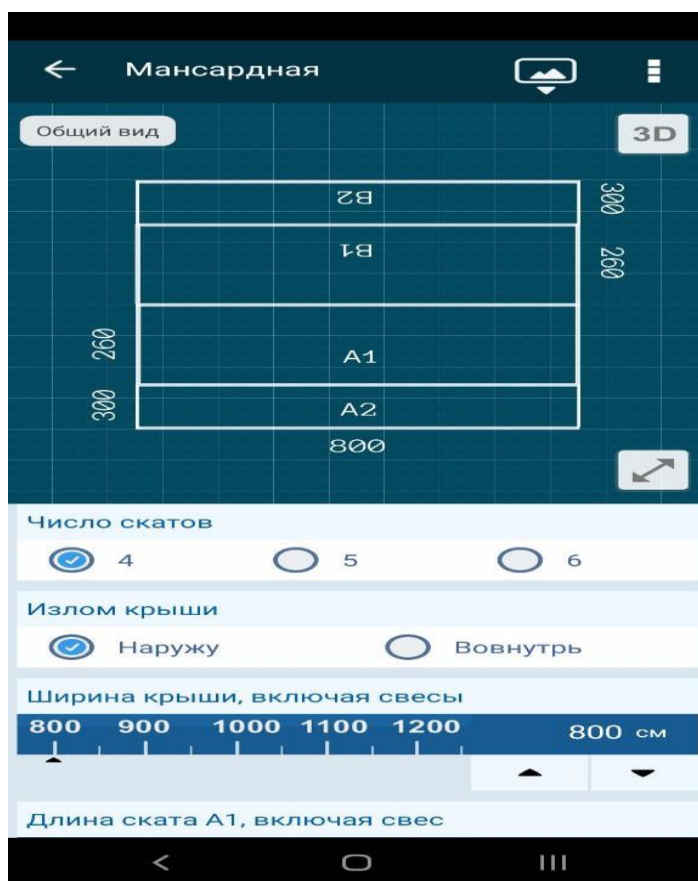 Мансардная
Общий вид
3D
B2
300
B1
260
260
A1
300
A2
800
Число скатов
4 5 6
Излом крыши
Наружу Вовнутрь
Ширина крыши, включая свесы
800 900 1000 1100 1200 800 см
Длина ската A1, включая свес